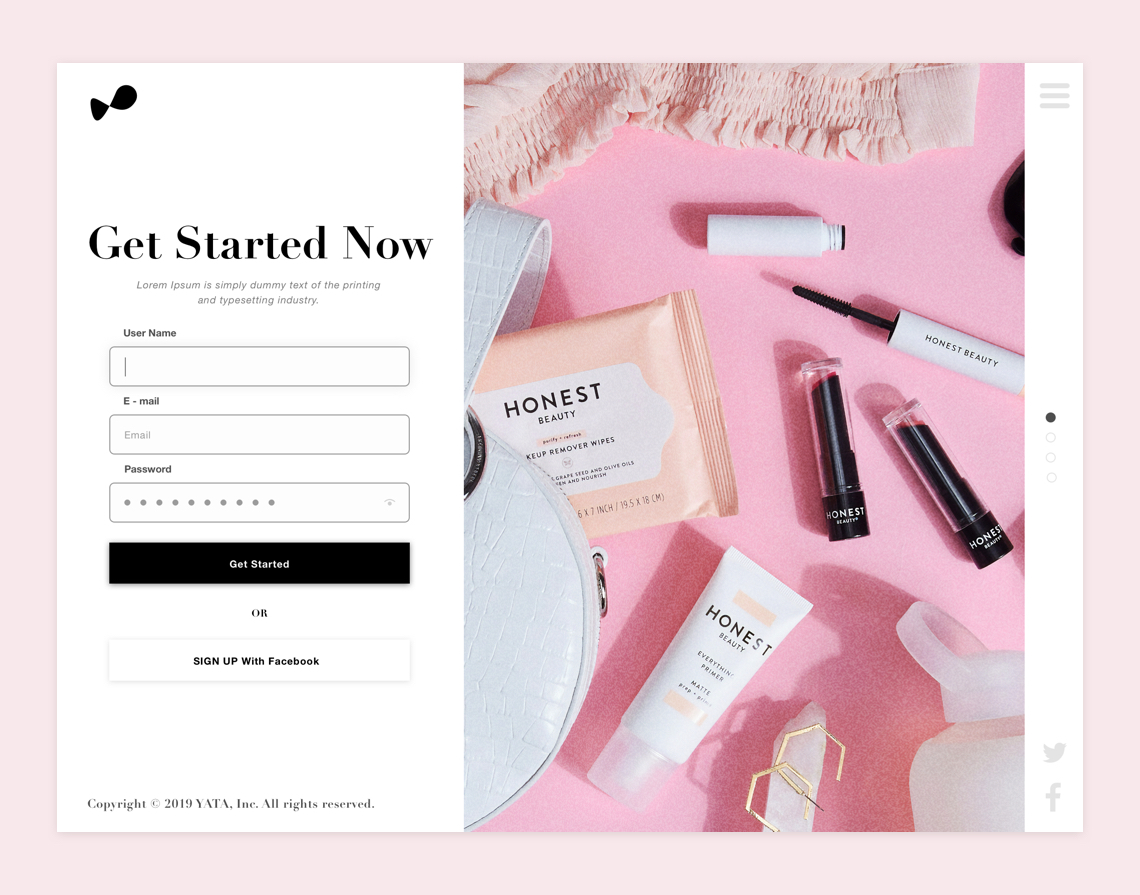 Get Started Now
Lorem Ipsum is simply dummy text of the printing
and typesetting industry.
User Name
E - mail
Email
Password
Get Started
OR
SIGN UP With Facebook
Copyright © 2019 YATA, Inc. All rights reserved.
HONEST BEAUTY
HONEST
BEAUTY
purify + refresh
KEUP REMOVER WIPES
GRAPE SEED AND OLIVE OILS
EN AND NOURISH
6 X 7 INCH / 19.5 X 18 CM)
HONEST
BEAUTY®
HONEST
BEAUTY®
HONEST
BEAUTY
EVERYTHING
PRIMER
MATTE
prep + prime